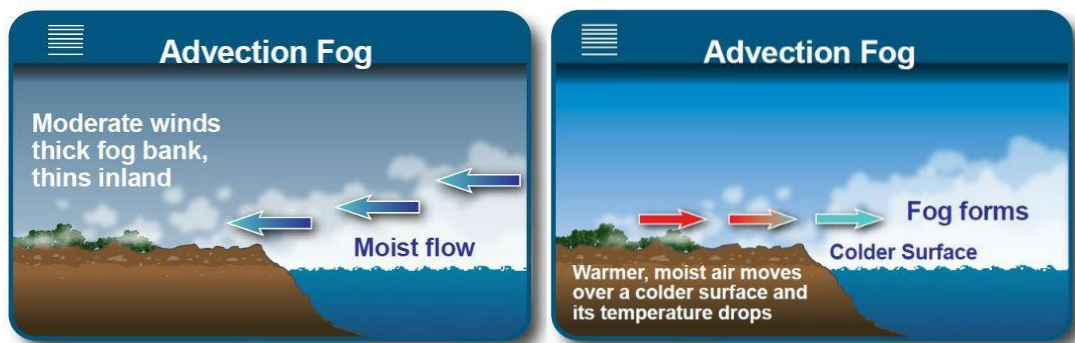 Advection Fog
Moderate winds
thick fog bank,
thins inland
Moist flow
Advection Fog
Fog forms
Colder Surface
Warmer, moist air moves
over a colder surface and
its temperature drops